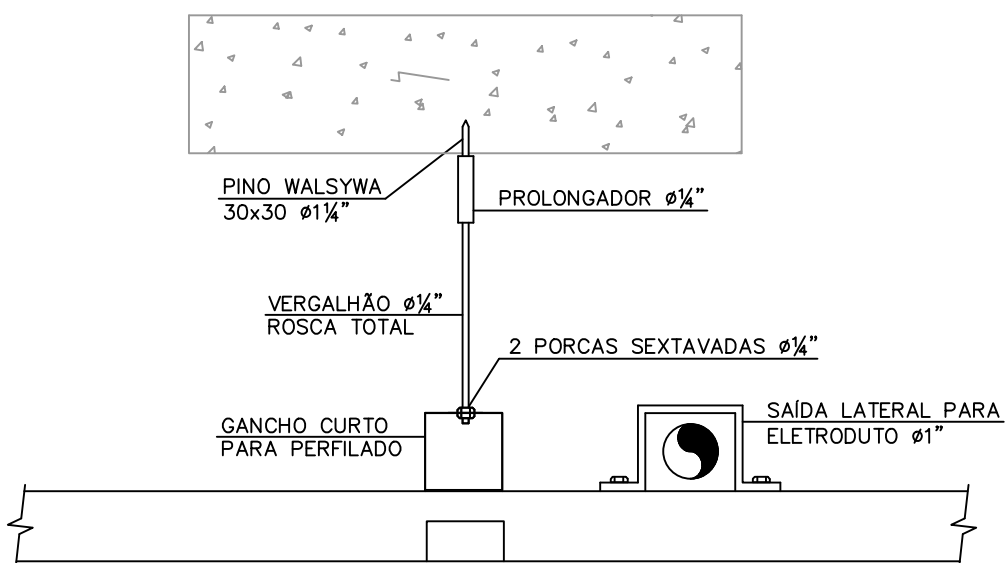 PINO WALSYWA
30x30 ø1¼"
PROLONGADOR ø¼"
VERGALHÃO ø¼"
ROSCA TOTAL
2 PORCAS SEXTAVADAS ø¼"
GANCHO CURTO
PARA PERFILADO
SAÍDA LATERAL PARA
ELETRODUTO ø1"